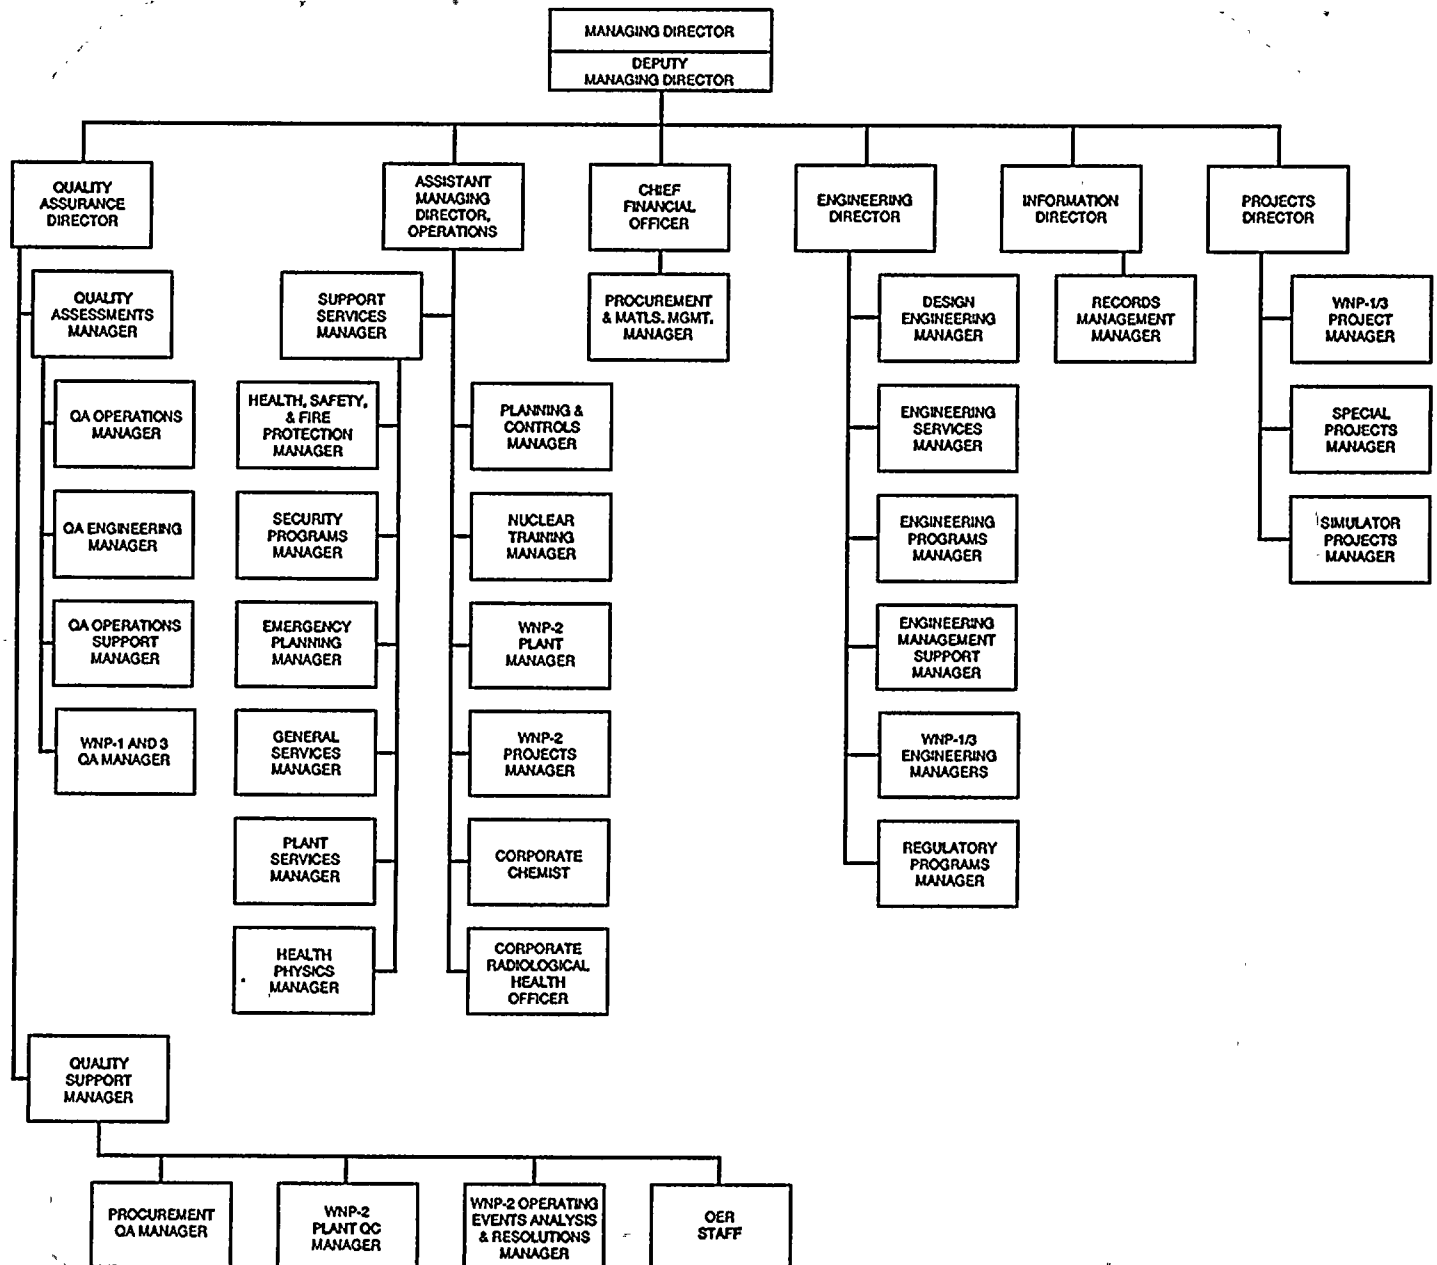 MANAGING DIRECTOR
DEPUTY
MANAGING DIRECTOR
QUALITY
ASSURANCE
DIRECTOR
ASSISTANT
MANAGING
DIRECTOR,
OPERATIONS
CHIEF
FINANCIAL
OFFICER
ENGINEERING
DIRECTOR
INFORMATION
DIRECTOR
PROJECTS
DIRECTOR
QUALITY
ASSESSMENTS
MANAGER
SUPPORT
SERVICES
MANAGER
PROCUREMENT
& MATLS. MGMT.
MANAGER
DESIGN
ENGINEERING
MANAGER
RECORDS
MANAGEMENT
MANAGER
WNP-1/3
PROJECT
MANAGER
QA OPERATIONS
MANAGER
HEALTH, SAFETY,
& FIRE
PROTECTION
MANAGER
PLANNING &
CONTROLS
MANAGER
ENGINEERING
SERVICES
MANAGER
SPECIAL
PROJECTS
MANAGER
QA ENGINEERING
MANAGER
SECURITY
PROGRAMS
MANAGER
NUCLEAR
TRAINING
MANAGER
ENGINEERING
PROGRAMS
MANAGER
SIMULATOR
PROJECTS
MANAGER
QA OPERATIONS
SUPPORT
MANAGER
EMERGENCY
PLANNING
MANAGER
WNP-2
PLANT
MANAGER
ENGINEERING
MANAGEMENT
SUPPORT
MANAGER
WNP-1 AND 3
QA MANAGER
GENERAL
SERVICES
MANAGER
WNP-2
PROJECTS
MANAGER
WNP-1/3
ENGINEERING
MANAGERS
PLANT
SERVICES
MANAGER
CORPORATE
CHEMIST
REGULATORY
PROGRAMS
MANAGER
HEALTH
PHYSICS
MANAGER
CORPORATE
RADIOLOGICAL
HEALTH
OFFICER
QUALITY
SUPPORT
MANAGER
PROCUREMENT
QA MANAGER
WNP-2
PLANT QC
MANAGER
WNP-2 OPERATING
EVENTS ANALYSIS
& RESOLUTIONS
MANAGER
OER
STAFF